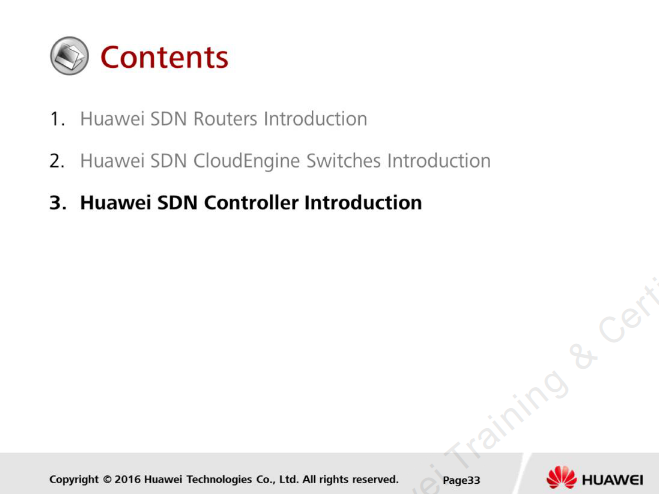 Contents
1. Huawei SDN Routers Introduction
2. Huawei SDN CloudEngine Switches Introduction
3. Huawei SDN Controller Introduction
Training & Certi
Copyright © 2016 Huawei Technologies Co., Ltd. All rights reserved.
Page33
HUAWEI